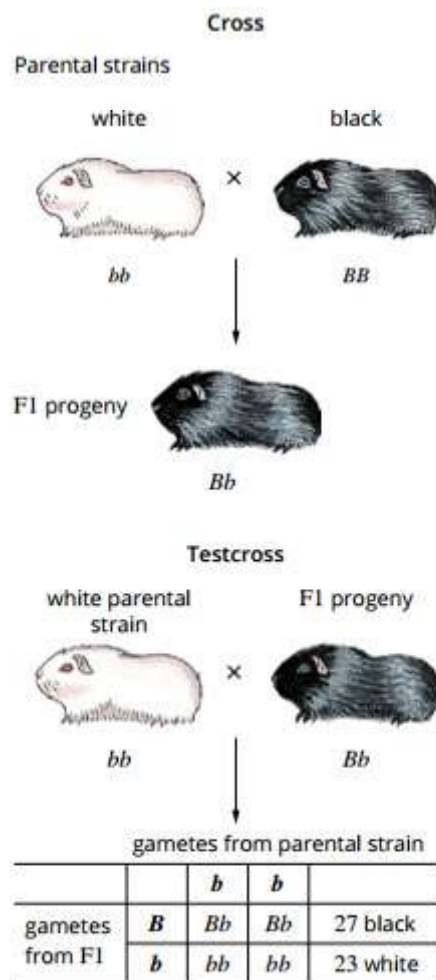 Cross
Parental strains
white black
×
bb BB
F1 progeny
Bb
Testcross
white parental strain F1 progeny
×
bb Bb
gametes from parental strain
b b
gametes from F1 B Bb Bb 27 black
b bb bb 23 white